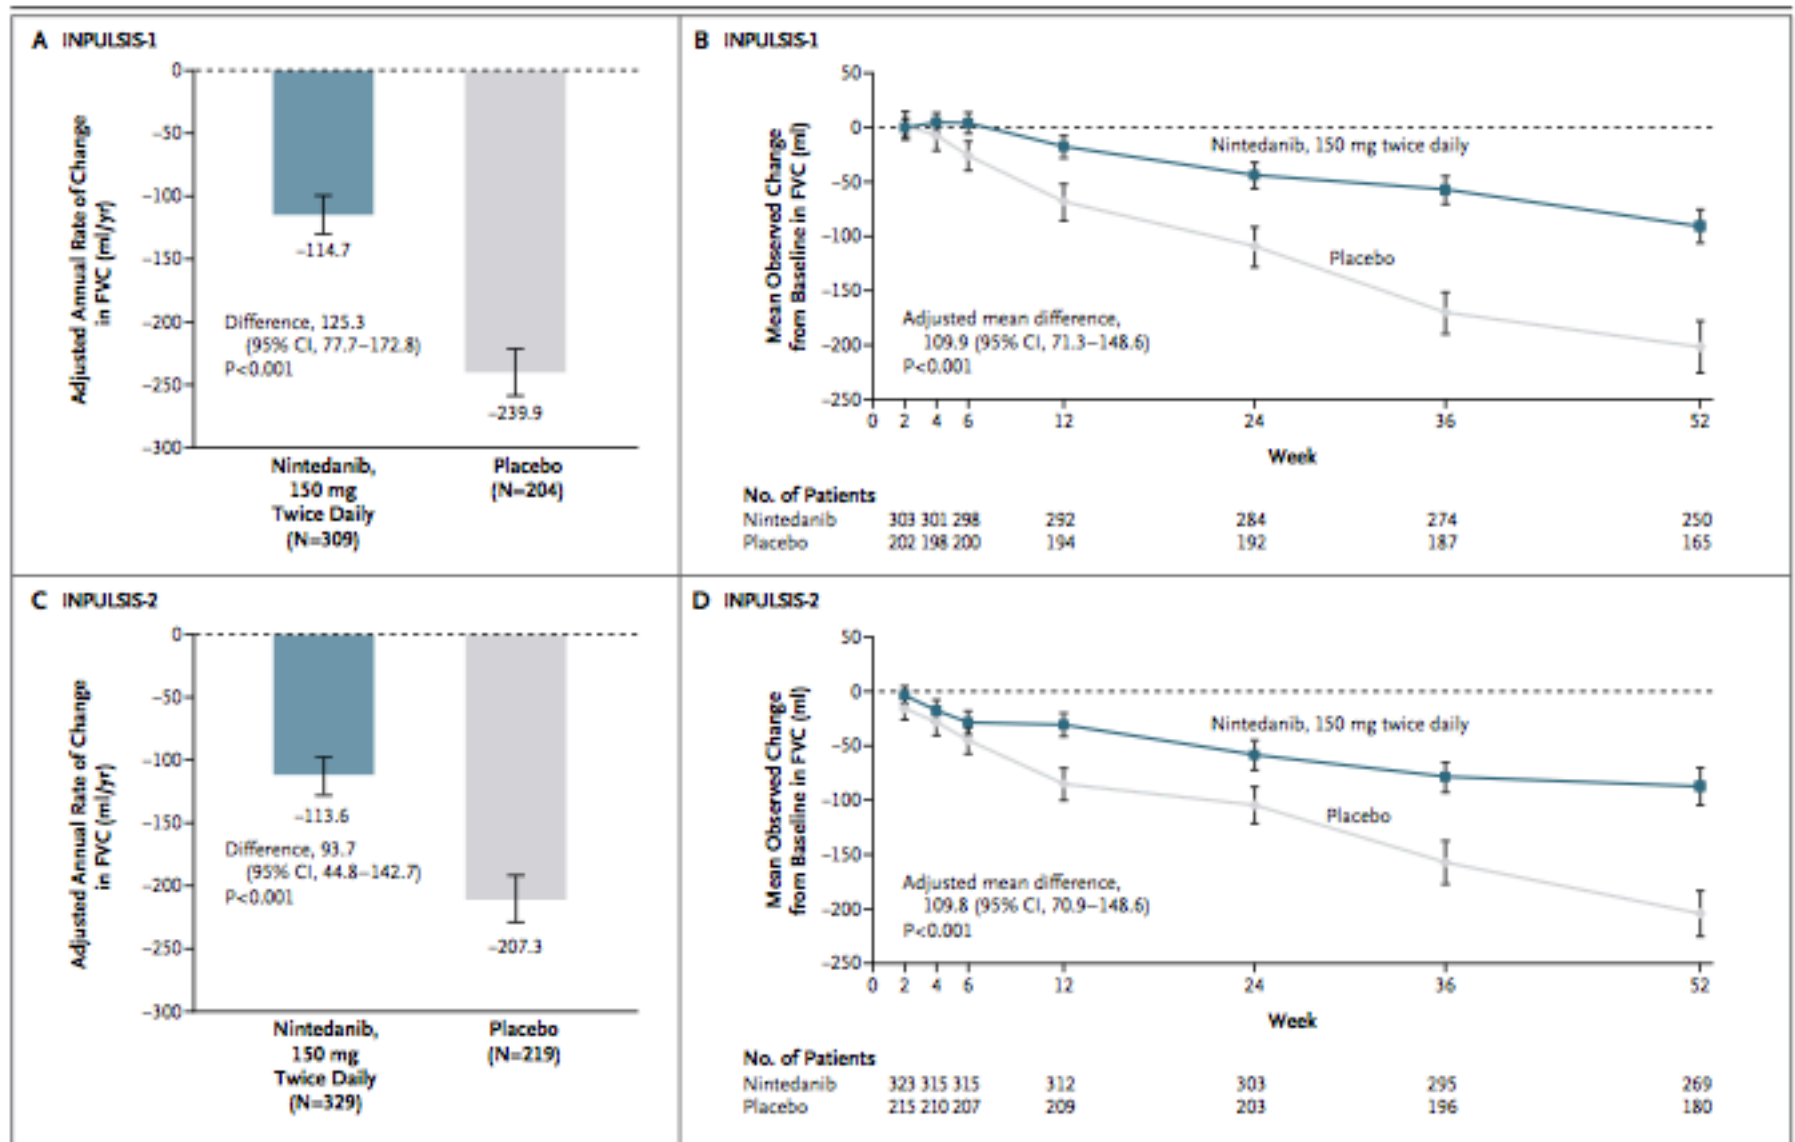 A INPULSIS-1
Adjusted Annual Rate of Change
in FVC (ml/yr)
0
−50
−100
−150
−200
−250
−300
−114.7
−239.9
Difference, 125.3
(95% CI, 77.7–172.8)
P<0.001
Nintedanib,
150 mg
Twice Daily
(N=309)
Placebo
(N=204)
B INPULSIS-1
Mean Observed Change
from Baseline in FVC (ml)
50
0
−50
−100
−150
−200
−250
Nintedanib, 150 mg twice daily
Placebo
Adjusted mean difference,
109.9 (95% CI, 71.3–148.6)
P<0.001
0 2 4 6 12 24 36 52
Week
No. of Patients
Nintedanib 303 301 298 292 284 274 250
Placebo 202 198 200 194 192 187 165
C INPULSIS-2
Adjusted Annual Rate of Change
in FVC (ml/yr)
0
−50
−100
−150
−200
−250
−300
−113.6
−207.3
Difference, 93.7
(95% CI, 44.8–142.7)
P<0.001
Nintedanib,
150 mg
Twice Daily
(N=329)
Placebo
(N=219)
D INPULSIS-2
Mean Observed Change
from Baseline in FVC (ml)
50
0
−50
−100
−150
−200
−250
Nintedanib, 150 mg twice daily
Placebo
Adjusted mean difference,
109.8 (95% CI, 70.9–148.6)
P<0.001
0 2 4 6 12 24 36 52
Week
No. of Patients
Nintedanib 323 315 315 312 303 295 269
Placebo 215 210 207 209 203 196 180